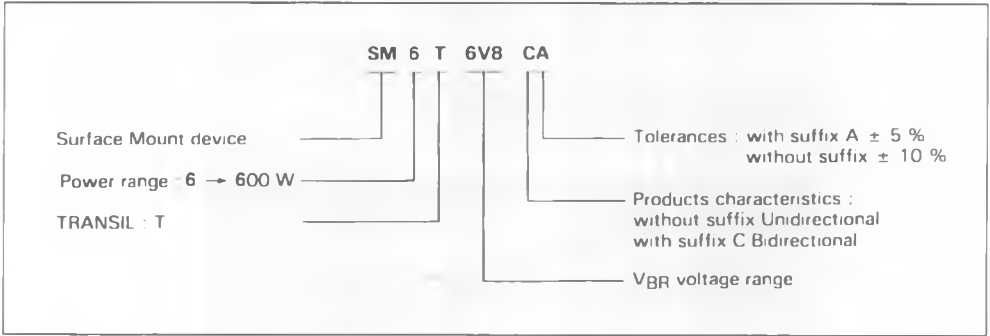 SM 6 T 6V8 CA
Surface Mount device
Power range 6 → 600 W
TRANSIL : T
Tolerances : with suffix A ± 5 %
without suffix ± 10 %
Products characteristics :
without suffix Unidirectional
with suffix C Bidirectional
VBR voltage range